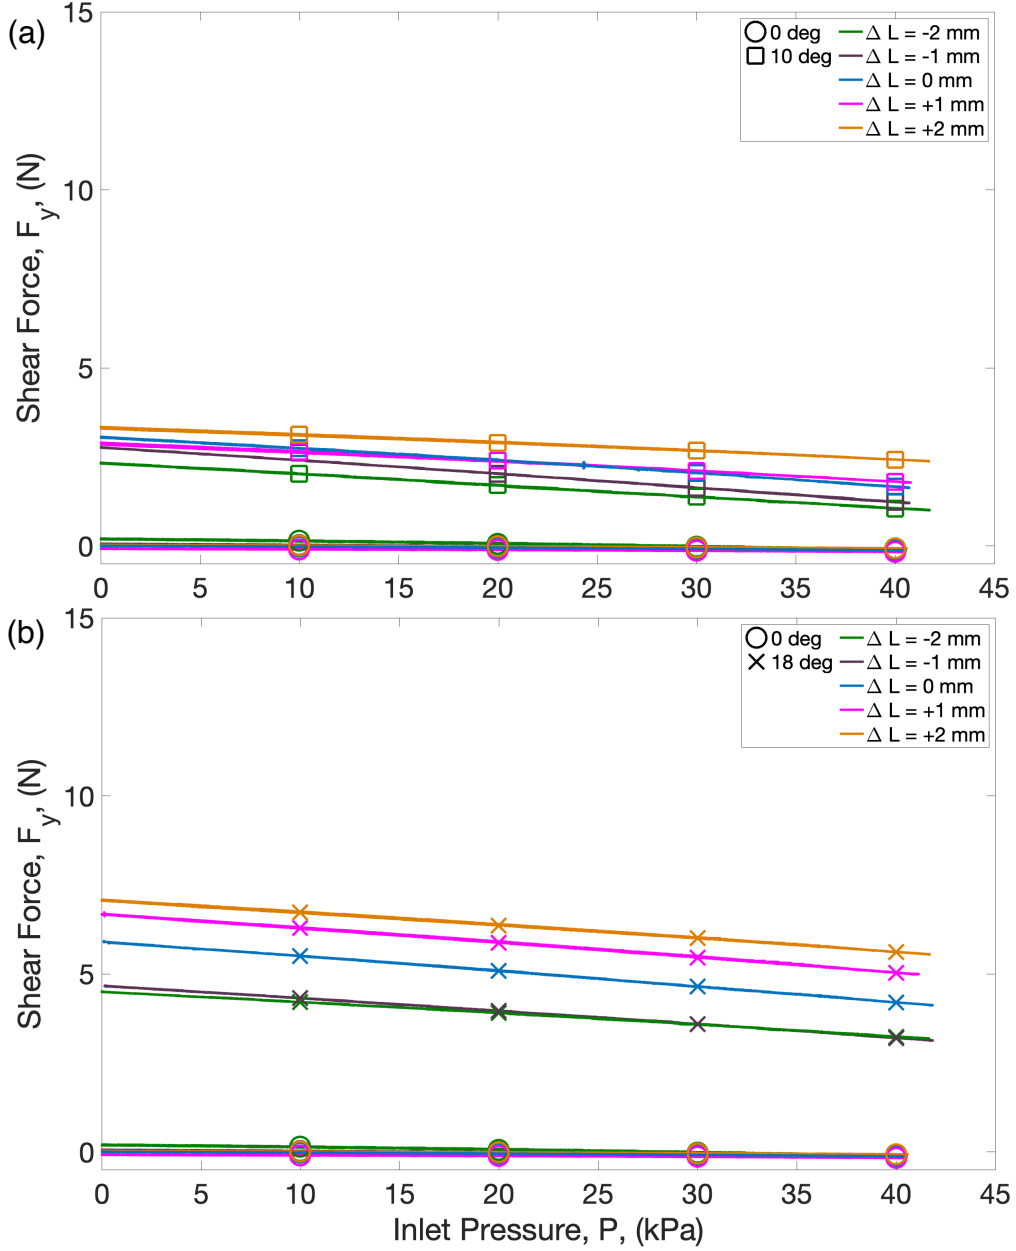 (a)
15
10
5
0
Shear Force, F_y, (N)
0 deg
10 deg
Δ L = -2 mm
Δ L = -1 mm
Δ L = 0 mm
Δ L = +1 mm
Δ L = +2 mm
0 5 10 15 20 25 30 35 40 45
(b)
15
10
5
0
Shear Force, F_y, (N)
0 deg
18 deg
Δ L = -2 mm
Δ L = -1 mm
Δ L = 0 mm
Δ L = +1 mm
Δ L = +2 mm
0 5 10 15 20 25 30 35 40 45
Inlet Pressure, P, (kPa)